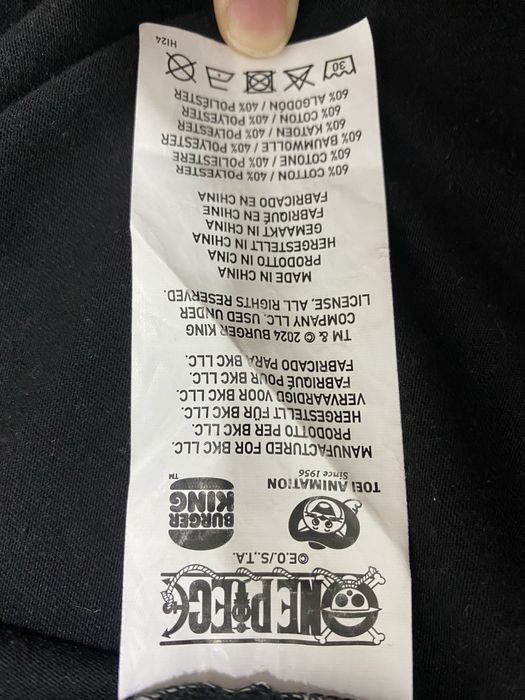 ONE PIECE
©E.O./S.,T.A.
BURGER
KING
™
TOEI ANIMATION
Since 1956
MANUFACTURED FOR BKC LLC.
PRODOTTO PER BKC LLC.
HERGESTELLT FÜR BKC LLC.
VERVAARDIGD VOOR BKC LLC.
FABRIQUÉ POUR BKC LLC.
FABRICADO PARA BKC LLC.
TM & © 2024 BURGER KING
COMPANY LLC. USED UNDER
LICENSE. ALL RIGHTS RESERVED.
MADE IN CHINA
PRODOTTO IN CINA
HERGESTELLT IN CHINA
GEMAAKT IN CHINA
FABRIQUÉ EN CHINE
FABRICADO EN CHINA
60% COTTON / 40% POLYESTER
60% COTONE / 40% POLIESTERE
60% BAUMWOLLE / 40% POLYESTER
60% KATOEN / 40% POLYESTER
60% COTON / 40% POLYESTER
60% ALGODÓN / 40% POLIÉSTER
30
HI24